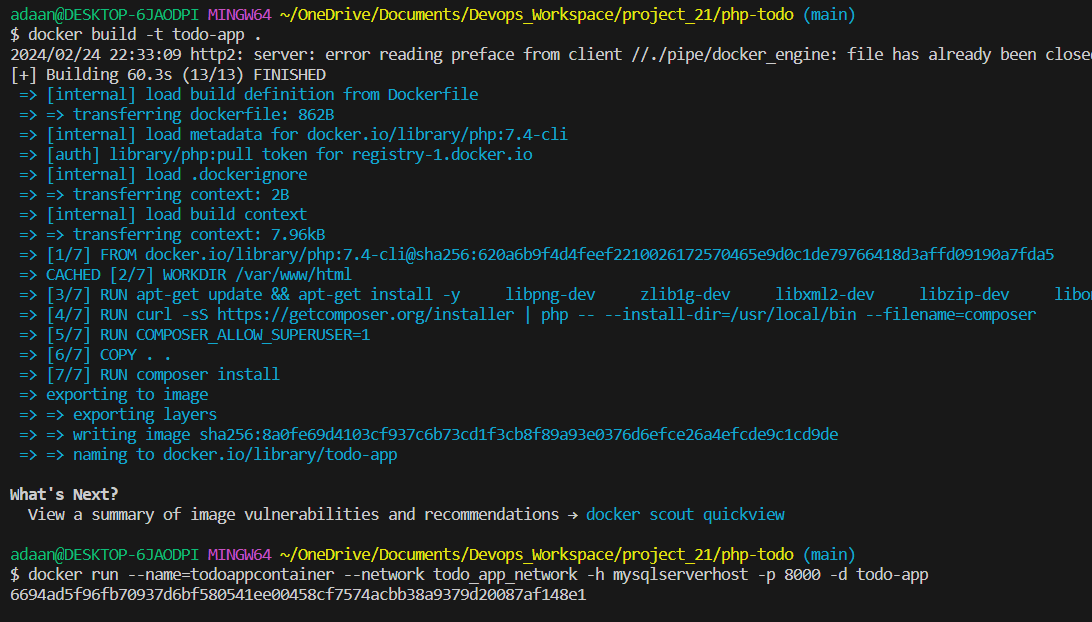 adaan@DESKTOP-6JAODPI MINGW64 ~/OneDrive/Documents/Devops_Workspace/project_21/php-todo (main)
$ docker build -t todo-app .
2024/02/24 22:33:09 http2: server: error reading preface from client //./pipe/docker_engine: file has already been close
[+] Building 60.3s (13/13) FINISHED
=> [internal] load build definition from Dockerfile
=> => transferring dockerfile: 862B
=> [internal] load metadata for docker.io/library/php:7.4-cli
=> [auth] library/php:pull token for registry-1.docker.io
=> [internal] load .dockerignore
=> => transferring context: 2B
=> [internal] load build context
=> => transferring context: 7.96kB
=> [1/7] FROM docker.io/library/php:7.4-cli@sha256:620a6b9f4d4feef2210026172570465e9d0c1de79766418d3affd09190a7fda5
=> CACHED [2/7] WORKDIR /var/www/html
=> [3/7] RUN apt-get update && apt-get install -y     libpng-dev     zlib1g-dev     libxml2-dev     libzip-dev     libo
=> [4/7] RUN curl -sS https://getcomposer.org/installer | php -- --install-dir=/usr/local/bin --filename=composer
=> [5/7] RUN COMPOSER_ALLOW_SUPERUSER=1
=> [6/7] COPY . .
=> [7/7] RUN composer install
=> exporting to image
=> => exporting layers
=> => writing image sha256:8a0fe69d4103cf937c6b73cd1f3cb8f89a93e0376d6efce26a4efcde9c1cd9de
=> => naming to docker.io/library/todo-app
What's Next?
View a summary of image vulnerabilities and recommendations → docker scout quickview
adaan@DESKTOP-6JAODPI MINGW64 ~/OneDrive/Documents/Devops_Workspace/project_21/php-todo (main)
$ docker run --name=todoappcontainer --network todo_app_network -h mysqlserverhost -p 8000 -d todo-app
6694ad5f96fb70937d6bf580541ee00458cf7574acbb38a9379d20087af148e1